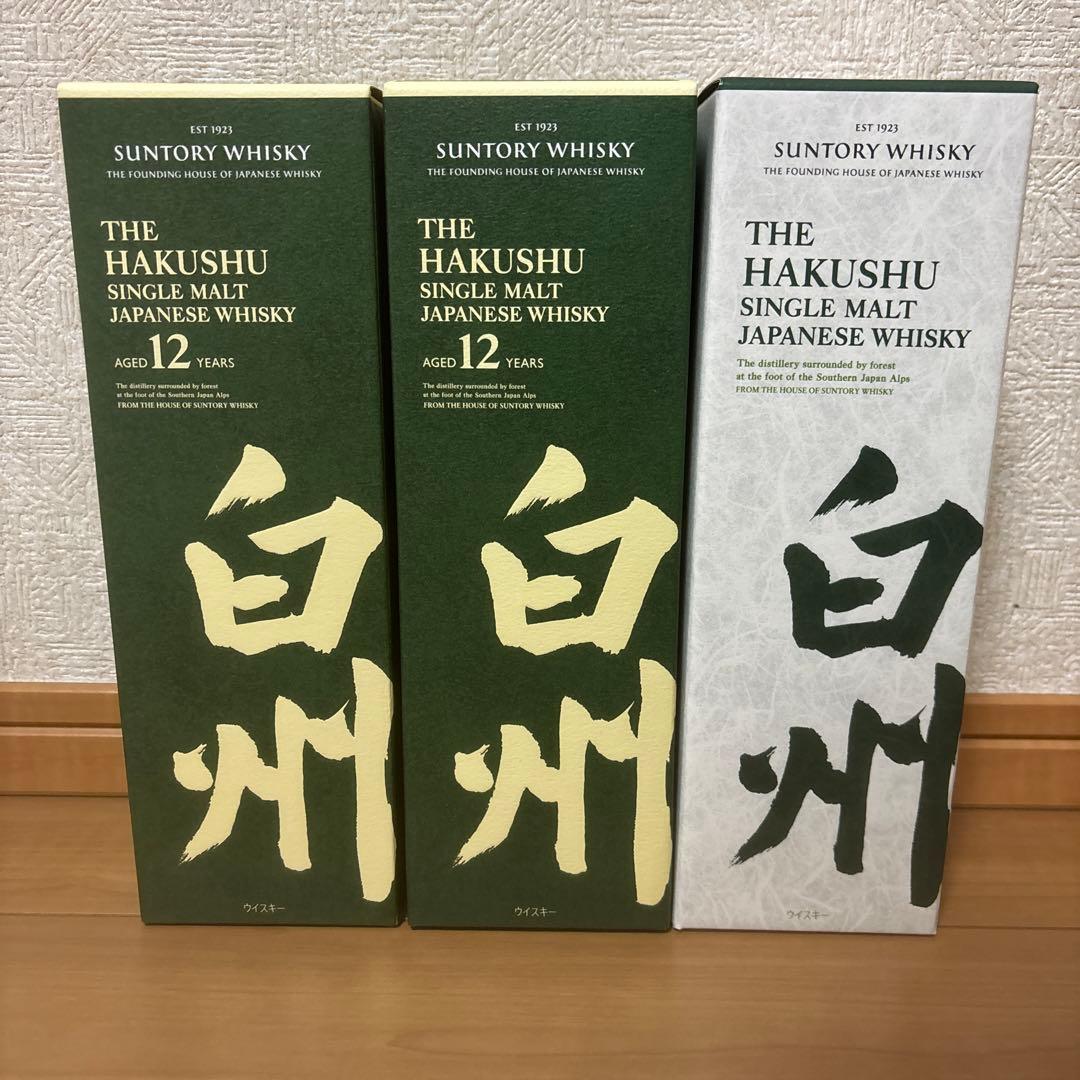 EST 1923
SUNTORY WHISKY
THE FOUNDING HOUSE OF JAPANESE WHISKY
THE
HAKUSHU
SINGLE MALT
JAPANESE WHISKY
AGED 12 YEARS
The distillery surrounded by forest
at the foot of the Southern Japan Alps
FROM THE HOUSE OF SUNTORY WHISKY
白州
ウイスキー
EST 1923
SUNTORY WHISKY
THE FOUNDING HOUSE OF JAPANESE WHISKY
THE
HAKUSHU
SINGLE MALT
JAPANESE WHISKY
AGED 12 YEARS
The distillery surrounded by forest
at the foot of the Southern Japan Alps
FROM THE HOUSE OF SUNTORY WHISKY
白州
ウイスキー
EST 1923
SUNTORY WHISKY
THE FOUNDING HOUSE OF JAPANESE WHISKY
THE
HAKUSHU
SINGLE MALT
JAPANESE WHISKY
The distillery surrounded by forest
at the foot of the Southern Japan Alps
FROM THE HOUSE OF SUNTORY WHISKY
白州
ウイスキー